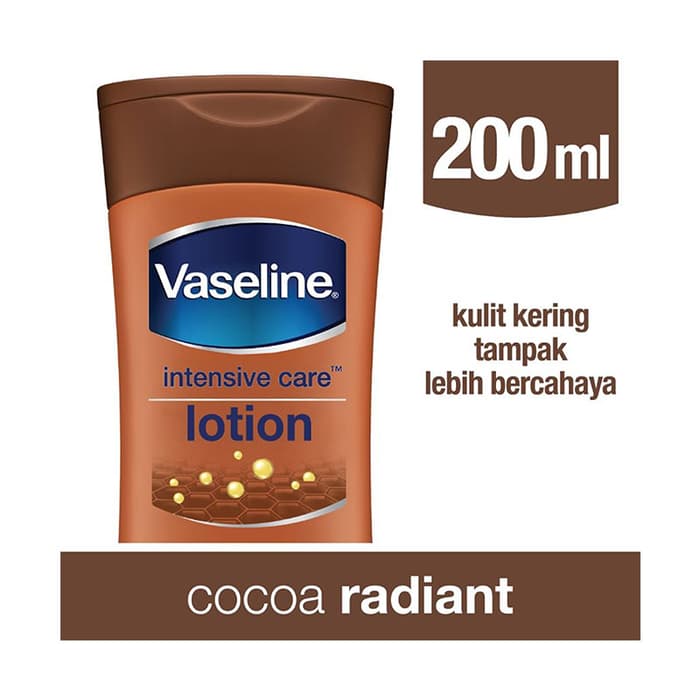 200 ml
Vaseline®
intensive care™
lotion
kulit kering
tampak
lebih bercahaya
cocoa radiant